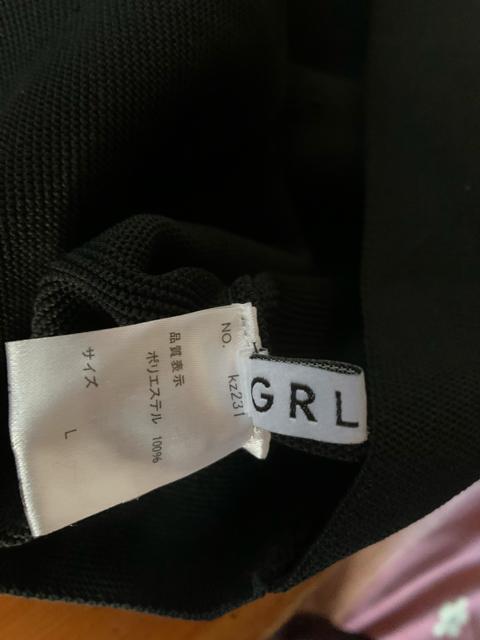 GRL
NO. kz231
品質表示
ポリエステル 100%
サイズ L